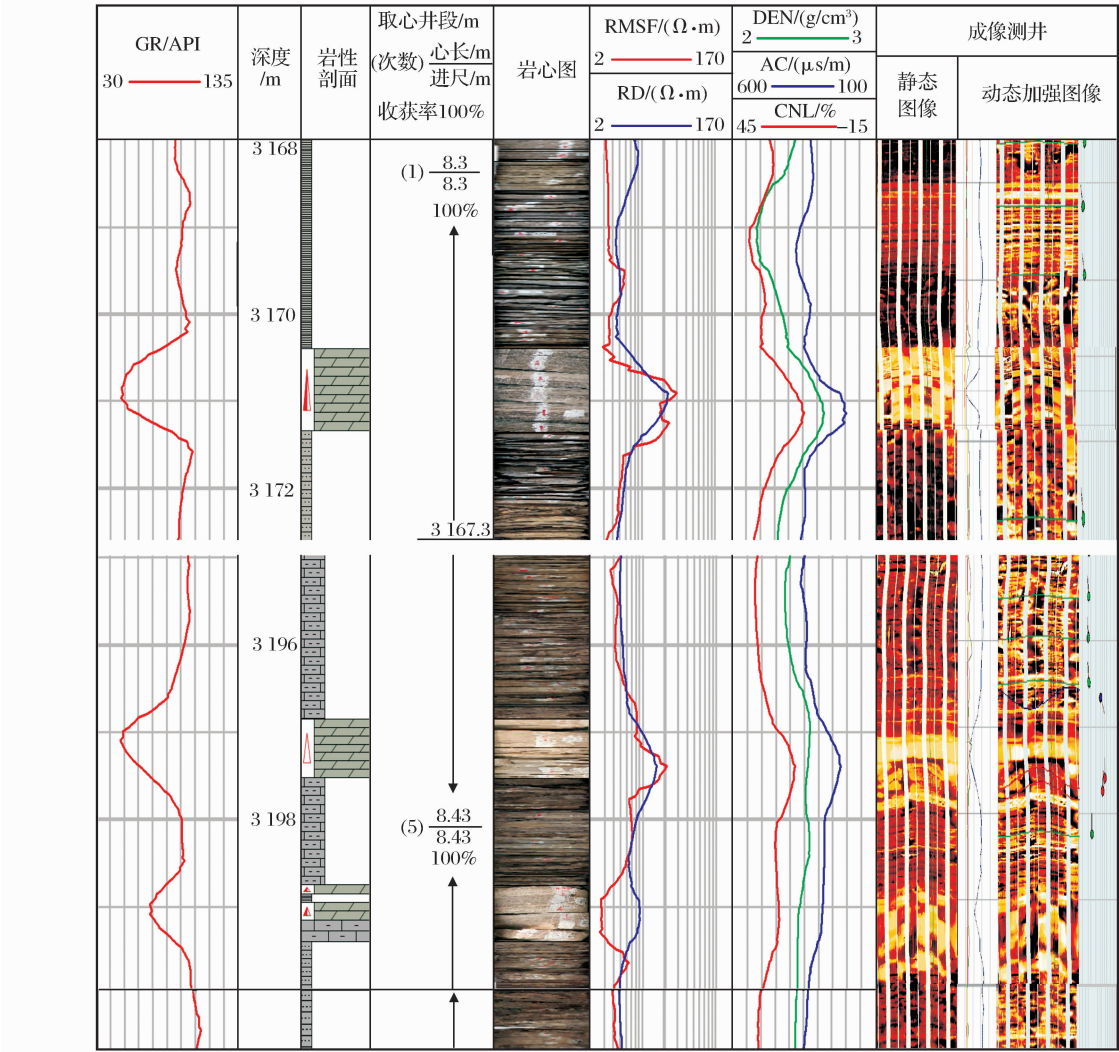 GR/API
30 135
深度
/m
岩性
剖面
取心井段/m
(次数) 心长/m
进尺/m
收获率100%
岩心图
RMSF/(Ω·m)
2 170
RD/(Ω·m)
2 170
DEN/(g/cm³)
2 3
AC/(μs/m)
600 100
CNL/%
45 -15
成像测井
静态
图像
动态加强图像
3 168
(1) 8.3
8.3
100%
3 170
3 172
3 167.3
3 196
3 198
(5) 8.43
8.43
100%